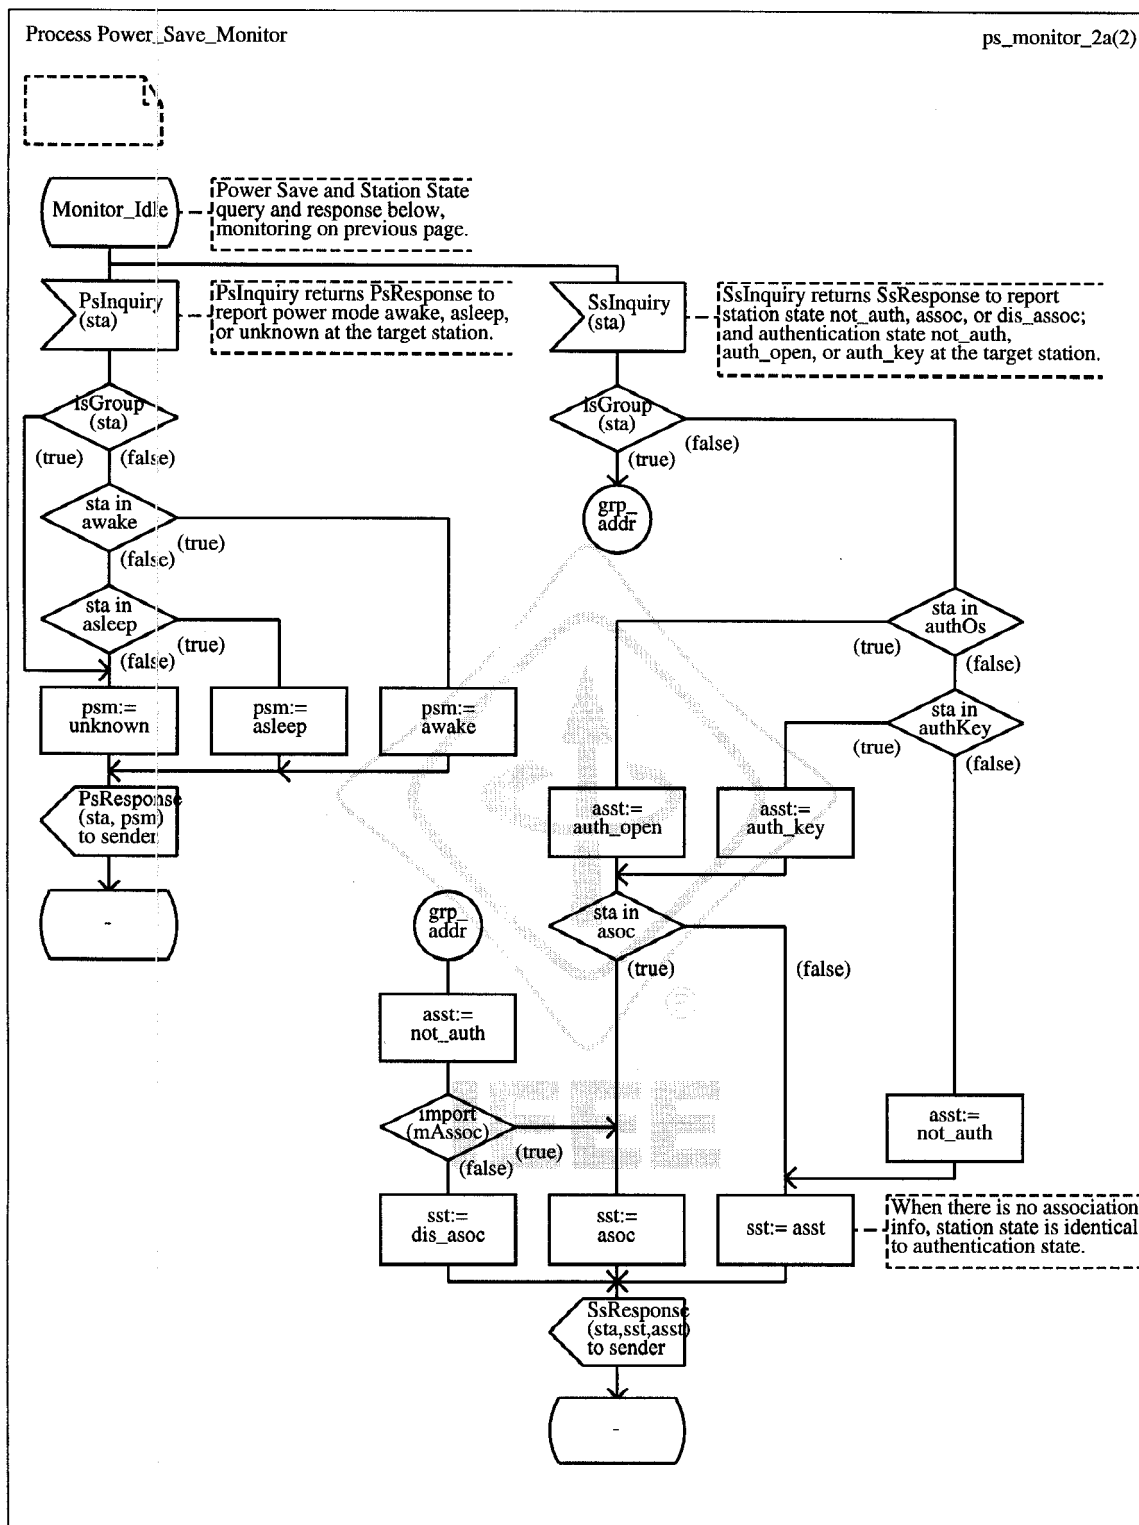 Process Power_Save_Monitor
ps_monitor_2a(2)
Monitor_Idle
Power Save and Station State
query and response below,
monitoring on previous page.
PsInquiry
(sta)
PsInquiry returns PsResponse to
report power mode awake, asleep,
or unknown at the target station.
SsInquiry
(sta)
SsInquiry returns SsResponse to report
station state not_auth, assoc, or dis_assoc;
and authentication state not_auth,
auth_open, or auth_key at the target station.
isGroup
(sta)
(true)
(false)
isGroup
(sta)
(true)
(false)
grp_
addr
sta in
awake
(false)
(true)
sta in
asleep
(false)
(true)
sta in
authOs
(true)
(false)
psm:=
unknown
psm:=
asleep
psm:=
awake
sta in
authKey
(true)
(false)
PsResponse
(sta, psm)
to sender
-
asst:=
auth_open
asst:=
auth_key
grp_
addr
sta in
asoc
(true)
(false)
asst:=
not_auth
import
(mAssoc)
(false)
(true)
IEEE
asst:=
not_auth
sst:=
dis_asoc
sst:=
asoc
sst:= asst
When there is no association
info, station state is identical
to authentication state.
SsResponse
(sta,sst,asst)
to sender
-